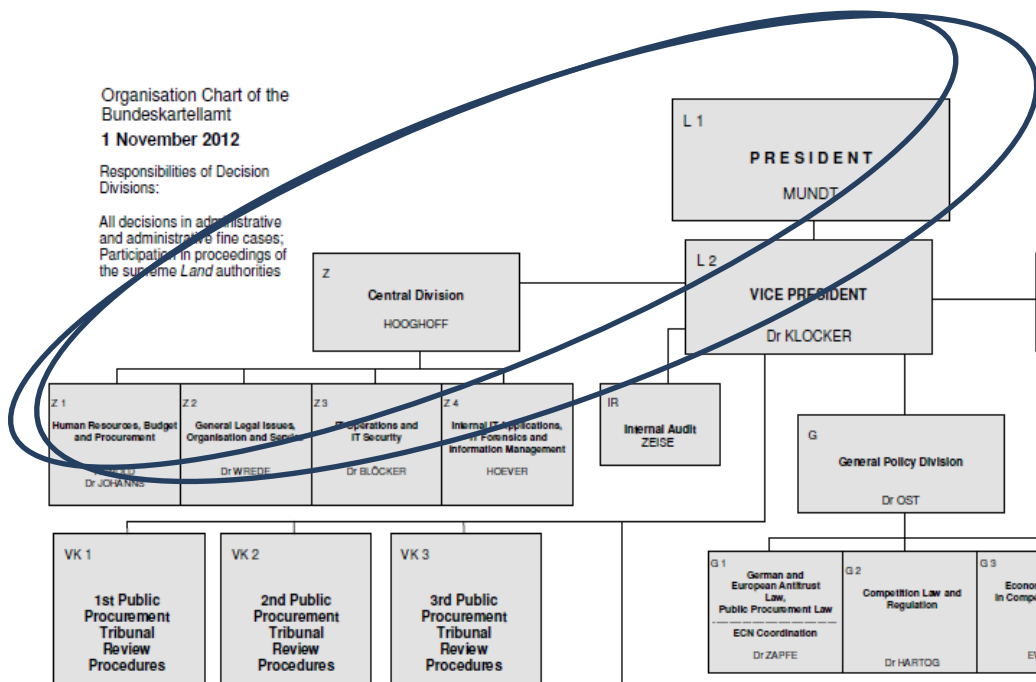 Organisation Chart of the
Bundeskartellamt
1 November 2012
Responsibilities of Decision
Divisions:
All decisions in administrative
and administrative fine cases;
Participation in proceedings of
the supreme Land authorities
L 1
PRESIDENT
MUNDT
L 2
VICE PRESIDENT
Dr KLOCKER
Z
Central Division
HOOGHOFF
Z 1
Human Resources, Budget
and Procurement
Dr JOHANNS
Z 2
General Legal Issues,
Organisation and Service
Dr WREDE
Z 3
IT Operations and
IT Security
Dr BLÖCKER
Z 4
Internal IT Applications,
IT Forensics and
Information Management
HOEVER
IR
Internal Audit
ZEISE
G
General Policy Division
Dr OST
VK 1
1st Public
Procurement
Tribunal
Review
Procedures
VK 2
2nd Public
Procurement
Tribunal
Review
Procedures
VK 3
3rd Public
Procurement
Tribunal
Review
Procedures
G 1
German and
European Antitrust
Law,
Public Procurement Law
ECN Coordination
Dr ZAPFE
G 2
Competition Law and
Regulation
Dr HARTOG
G 3
in